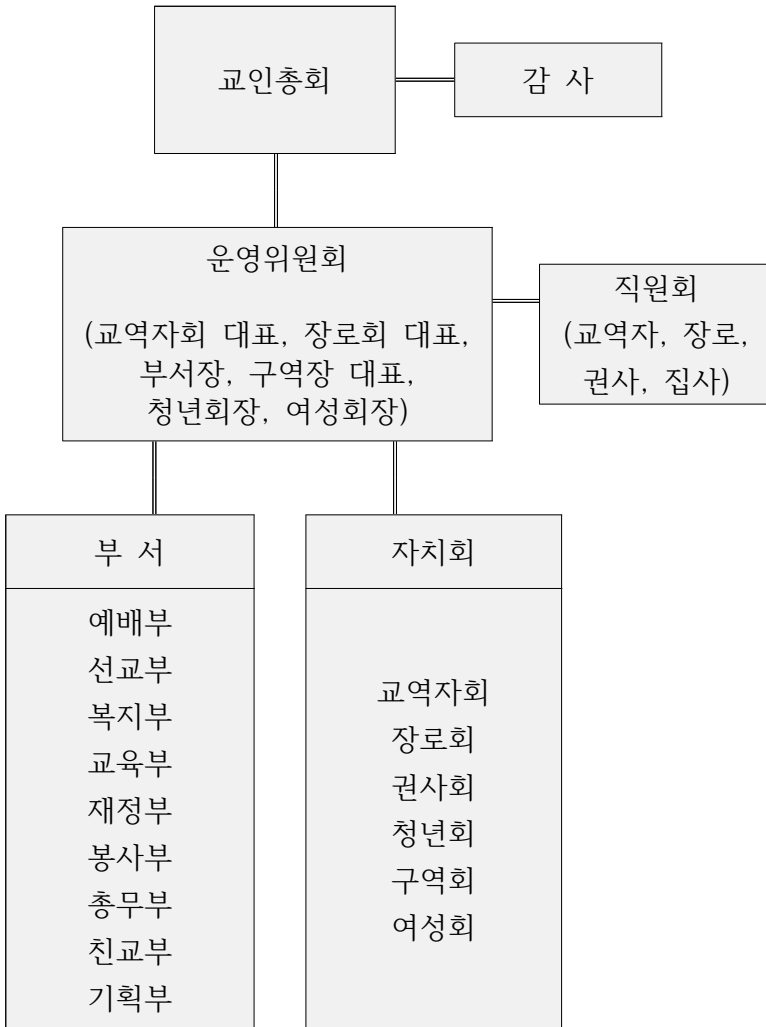 교인총회
감 사
운영위원회
(교역자회 대표, 장로회 대표,
부서장, 구역장 대표,
청년회장, 여성회장)
직원회
(교역자, 장로,
권사, 집사)
부 서
예배부
선교부
복지부
교육부
재정부
봉사부
총무부
친교부
기획부
자치회
교역자회
장로회
권사회
청년회
구역회
여성회